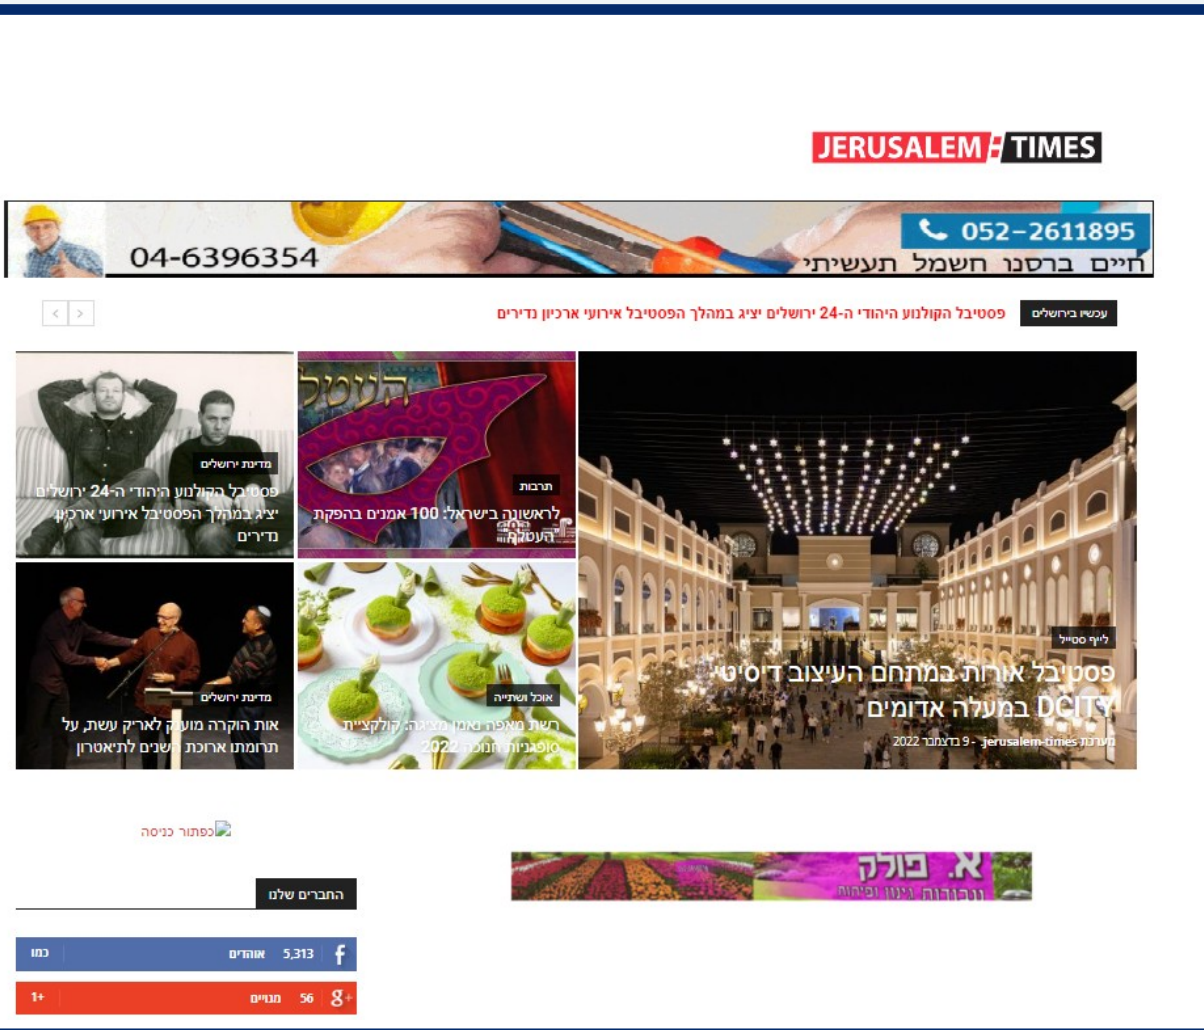 JERUSALEM TIMES
052-2611895
04-6396354
חיים ברסנו חשמל תעשיתי
עכשיו בירושלים
פסטיבל הקולנוע היהודי ה-24 ירושלים יציג במהלך הפסטיבל אירועי ארכיון נדירים
לייף סטייל
פסטיבל אורות במתחם העיצוב דיסיטי
DCITY במעלה אדומים
מערכת jerusalem-times. - 9 בדצמבר 2022
העטל
תרבות
לראשונה בישראל: 100 אמנים בהפקת
העטלף
מדינת ירושלים
פסטיבל הקולנוע היהודי ה-24 ירושלים
יציג במהלך הפסטיבל אירועי ארכיון
נדירים
אוכל ושתייה
רשת מאפה נאמן מציגה: קולקציית
סופגניות חנוכה 2022
מדינת ירושלים
אות הוקרה מוענק לאריק עשת, על
תרומתו ארוכת השנים לתיאטרון
כפתור כניסה
א. פולק
עבודות גינון ופיתוח
החברים שלנו
5,313 אוהדים כמו
56 מנויים +1